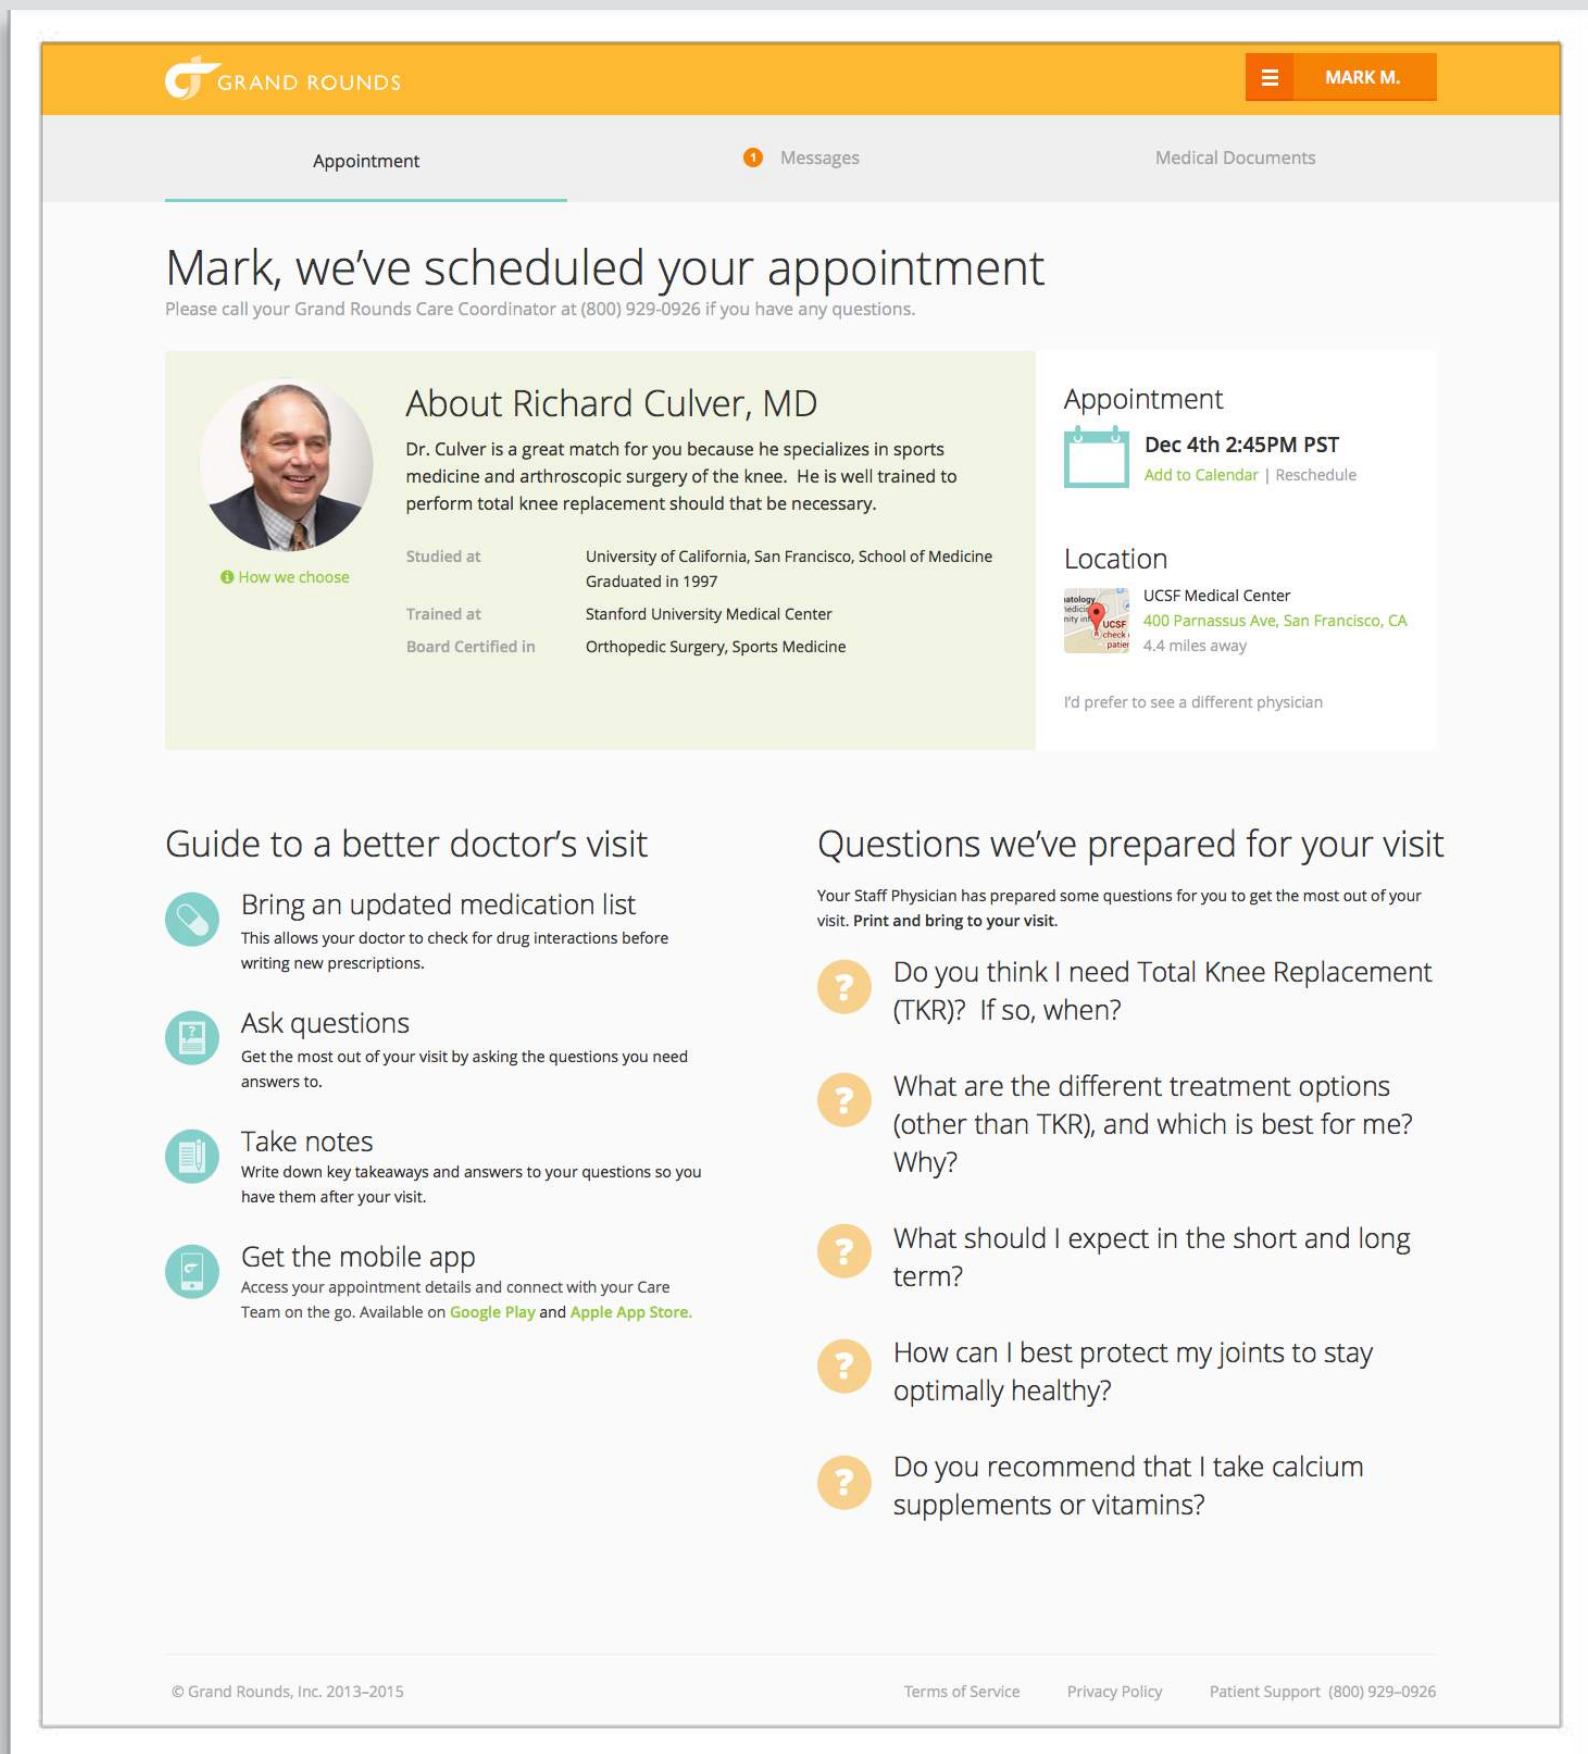 GRAND ROUNDS
MARK M.
Appointment
1 Messages
Medical Documents
Mark, we've scheduled your appointment
Please call your Grand Rounds Care Coordinator at (800) 929-0926 if you have any questions.
About Richard Culver, MD
Dr. Culver is a great match for you because he specializes in sports
medicine and arthroscopic surgery of the knee.  He is well trained to
perform total knee replacement should that be necessary.
How we choose
Studied at
University of California, San Francisco, School of Medicine
Graduated in 1997
Trained at
Stanford University Medical Center
Board Certified in
Orthopedic Surgery, Sports Medicine
Appointment
Dec 4th 2:45PM PST
Add to Calendar | Reschedule
Location
UCSF
check
UCSF Medical Center
400 Parnassus Ave, San Francisco, CA
4.4 miles away
I'd prefer to see a different physician
Guide to a better doctor's visit
Bring an updated medication list
This allows your doctor to check for drug interactions before
writing new prescriptions.
Ask questions
Get the most out of your visit by asking the questions you need
answers to.
Take notes
Write down key takeaways and answers to your questions so you
have them after your visit.
Get the mobile app
Access your appointment details and connect with your Care
Team on the go. Available on Google Play and Apple App Store.
Questions we've prepared for your visit
Your Staff Physician has prepared some questions for you to get the most out of your
visit. Print and bring to your visit.
? Do you think I need Total Knee Replacement
(TKR)?  If so, when?
? What are the different treatment options
(other than TKR), and which is best for me?
Why?
? What should I expect in the short and long
term?
? How can I best protect my joints to stay
optimally healthy?
? Do you recommend that I take calcium
supplements or vitamins?
© Grand Rounds, Inc. 2013–2015
Terms of Service
Privacy Policy
Patient Support (800) 929–0926